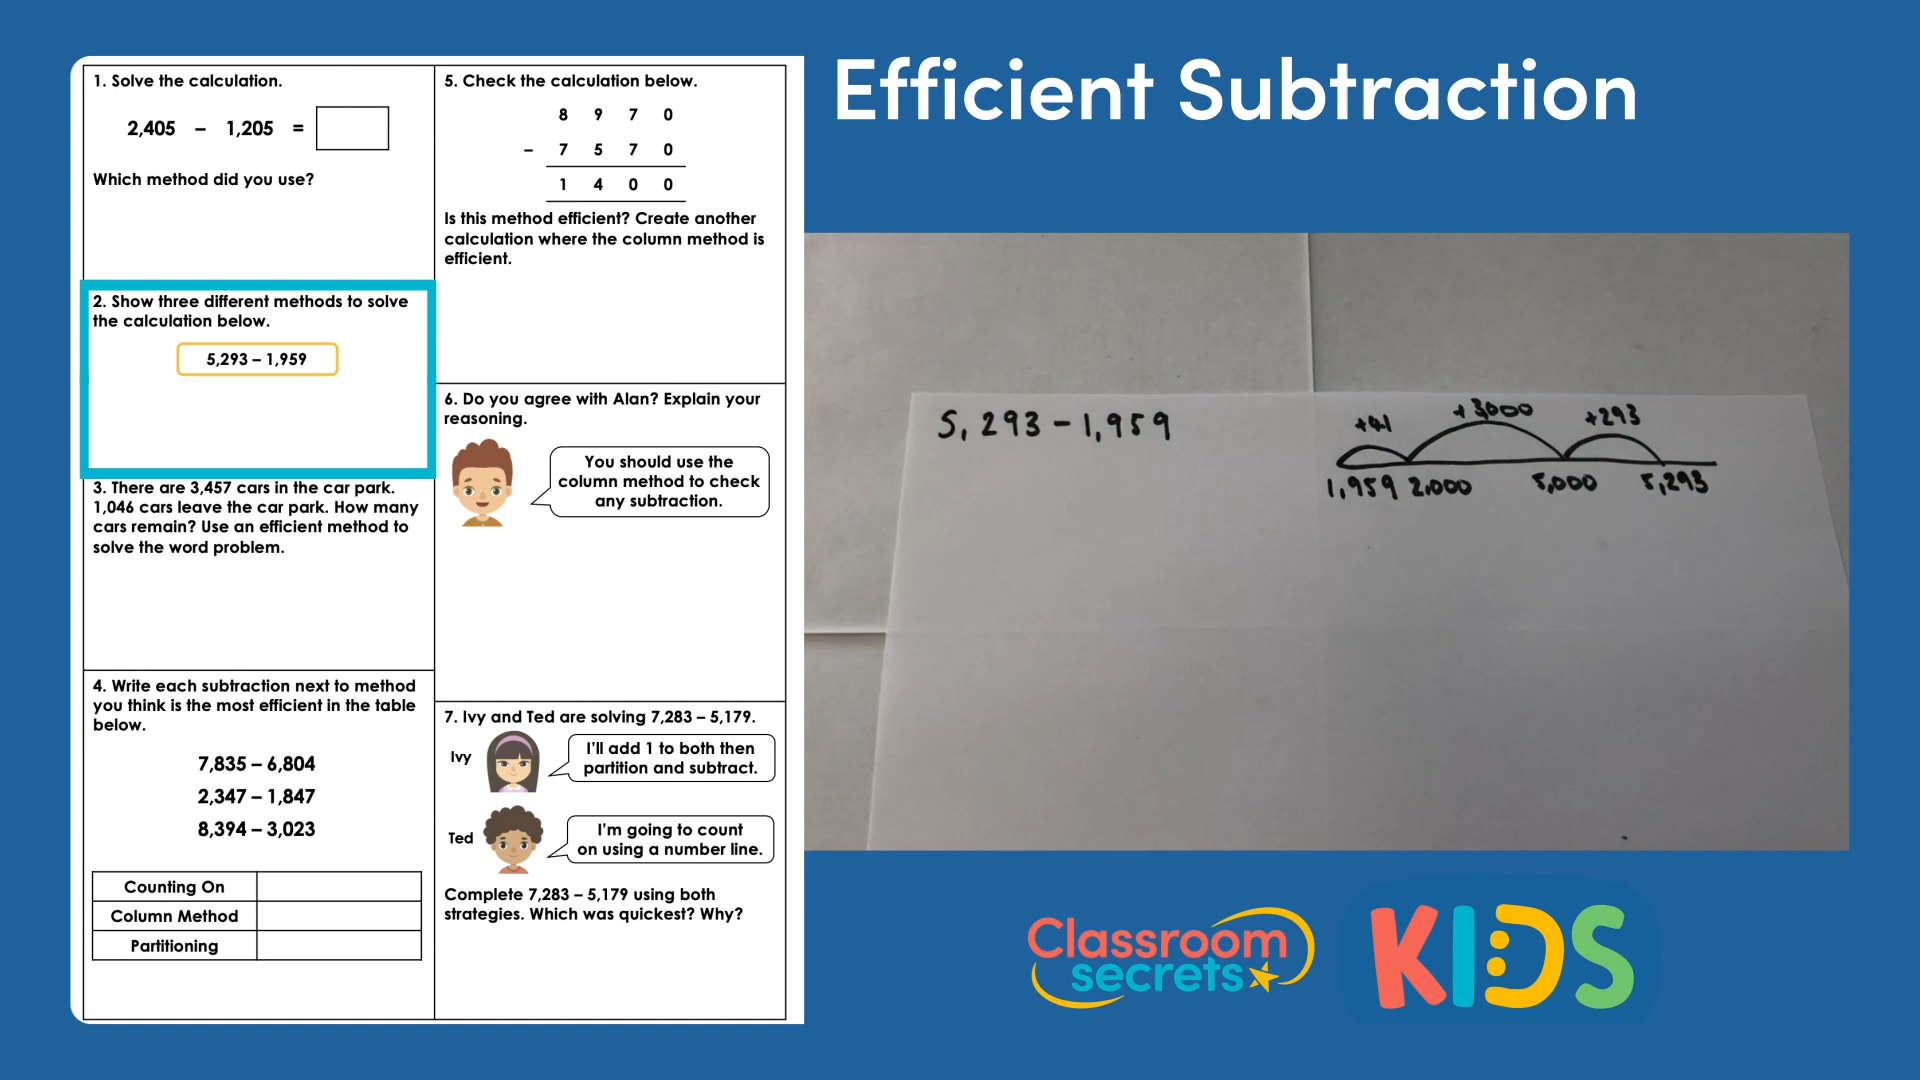 Efficient Subtraction
1. Solve the calculation.
2,405 – 1,205 =
Which method did you use?
2. Show three different methods to solve
the calculation below.
5,293 – 1,959
3. There are 3,457 cars in the car park.
1,046 cars leave the car park. How many
cars remain? Use an efficient method to
solve the word problem.
4. Write each subtraction next to method
you think is the most efficient in the table
below.
7,835 – 6,804
2,347 – 1,847
8,394 – 3,023
Counting On
Column Method
Partitioning
5. Check the calculation below.
8 9 7 0
– 7 5 7 0
1 4 0 0
Is this method efficient? Create another
calculation where the column method is
efficient.
6. Do you agree with Alan? Explain your
reasoning.
You should use the
column method to check
any subtraction.
7. Ivy and Ted are solving 7,283 – 5,179.
Ivy
I'll add 1 to both then
partition and subtract.
Ted
I'm going to count
on using a number line.
Complete 7,283 – 5,179 using both
strategies. Which was quickest? Why?
5,293 – 1,959
+41 +3,000 +293
1,959 2,000 5,000 5,293
Classroom
secrets
KIDS